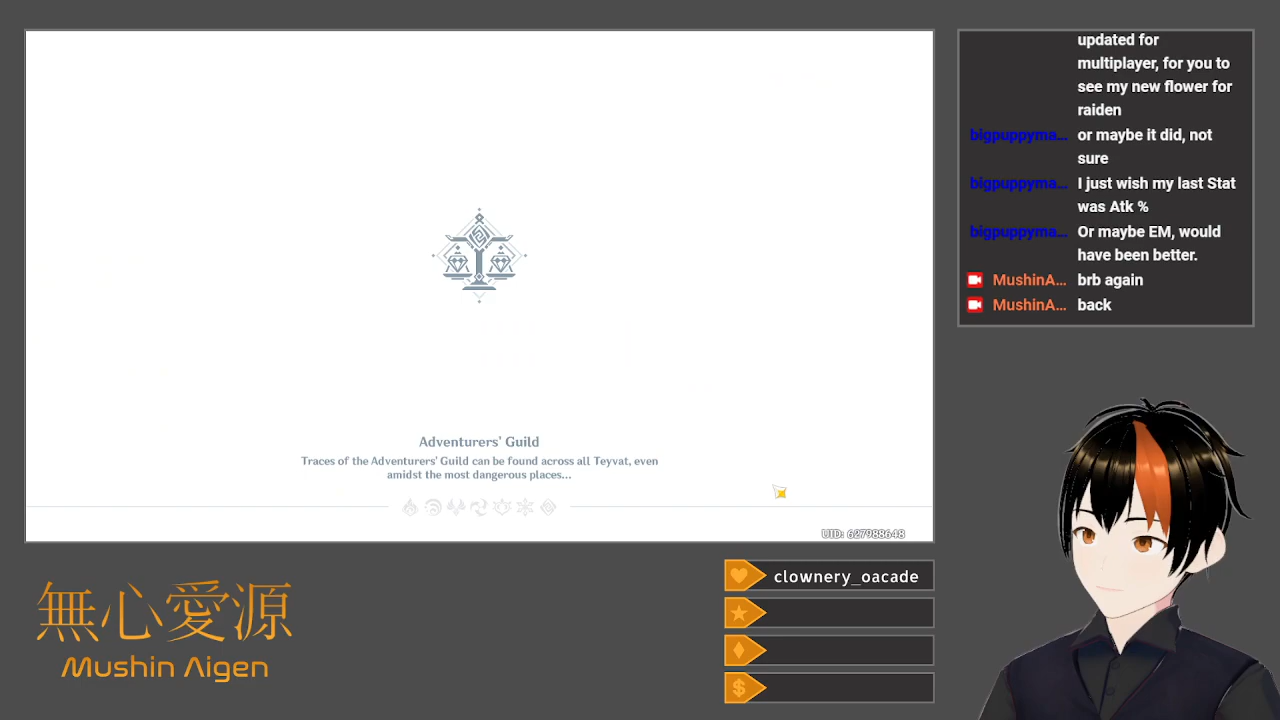 Adventurers' Guild
Traces of the Adventurers' Guild can be found across all Teyvat, even
amidst the most dangerous places...
UID: 627988648
updated for
multiplayer, for you to
see my new flower for
raiden
bigpuppyma... or maybe it did, not
sure
bigpuppyma... I just wish my last Stat
was Atk %
bigpuppyma... Or maybe EM, would
have been better.
MushinA... brb again
MushinA... back
無心愛源
Mushin Aigen
clownery_oacade